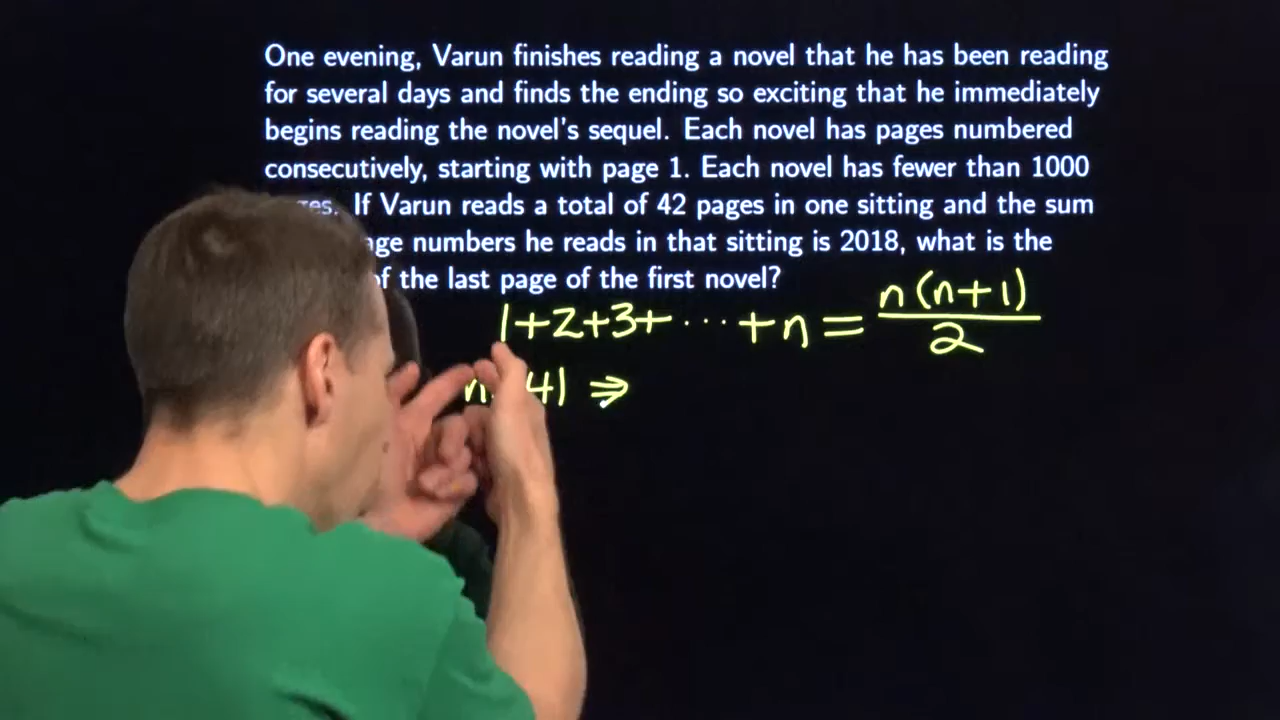 One evening, Varun finishes reading a novel that he has been reading
for several days and finds the ending so exciting that he immediately
begins reading the novel's sequel. Each novel has pages numbered
consecutively, starting with page 1. Each novel has fewer than 1000
If Varun reads a total of 42 pages in one sitting and the sum
numbers he reads in that sitting is 2018, what is the
of the last page of the first novel?
1+2+3+ ··· +n = n(n+1)/2
n 41 ⇒